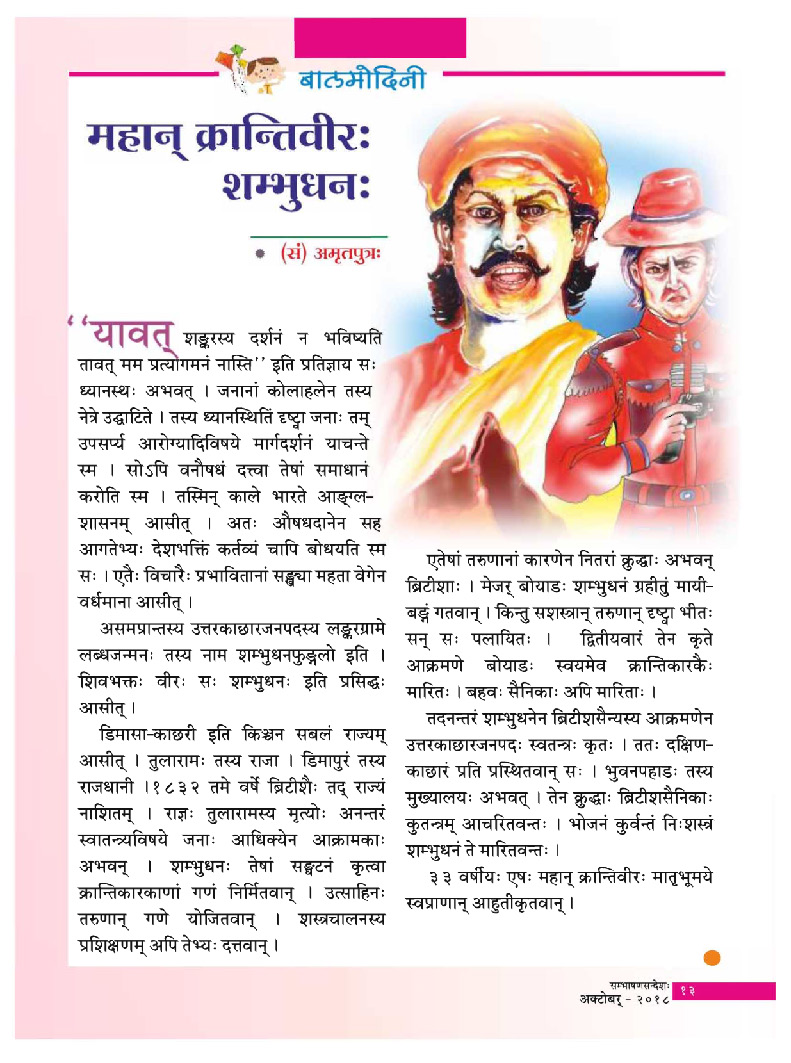 बालमोदिनी
महान् क्रान्तिवीरः
शम्भुधनः
• (सं) अमृतपुत्रः
‘‘यावत् शङ्करस्य दर्शनं न भविष्यति
तावत् मम प्रत्यागमनं नास्ति’’ इति प्रतिज्ञाय सः
ध्यानस्थः अभवत् । जनानां कोलाहलेन तस्य
नेत्रे उद्घाटिते । तस्य ध्यानस्थितिं दृष्ट्वा जनाः तम्
उपसर्प्य आरोग्यादिविषये मार्गदर्शनं याचन्ते
स्म । सोऽपि वनौषधं दत्त्वा तेषां समाधानं
करोति स्म । तस्मिन् काले भारते आङ्ग्ल-
शासनम् आसीत् । अतः औषधदानेन सह
आगतेभ्यः देशभक्तिं कर्तव्यं चापि बोधयति स्म
सः । एतैः विचारैः प्रभावितानां सङ्ख्या महता वेगेन
वर्धमाना आसीत् ।
असमप्रान्तस्य उत्तरकाछारजनपदस्य लङ्करग्रामे
लब्धजन्मनः तस्य नाम शम्भुधनफुङ्गलो इति ।
शिवभक्तः वीरः सः शम्भुधनः इति प्रसिद्धः
आसीत् ।
डिमासा-काछरी इति किञ्चन सबलं राज्यम्
आसीत् । तुलारामः तस्य राजा । डिमापुरं तस्य
राजधानी ।१८३२ तमे वर्षे ब्रिटीशैः तद् राज्यं
नाशितम् । राज्ञः तुलारामस्य मृत्योः अनन्तरं
स्वातन्त्र्यविषये जनाः आधिक्येन आक्रामकाः
अभवन् । शम्भुधनः तेषां सङ्घटनं कृत्वा
क्रान्तिकारकाणां गणं निर्मितवान् । उत्साहिनः
तरुणान् गणे योजितवान् । शस्त्रचालनस्य
प्रशिक्षणम् अपि तेभ्यः दत्तवान् ।
एतेषां तरुणानां कारणेन नितरां क्रुद्धाः अभवन्
ब्रिटीशाः । मेजर् बोयाडः शम्भुधनं ग्रहीतुं मायी-
बङ्गं गतवान् । किन्तु सशस्त्रान् तरुणान् दृष्ट्वा भीतः
सन् सः पलायितः । द्वितीयवारं तेन कृते
आक्रमणे बोयाडः स्वयमेव क्रान्तिकारकैः
मारितः । बहवः सैनिकाः अपि मारिताः ।
तदनन्तरं शम्भुधनेन ब्रिटीशसैन्यस्य आक्रमणेन
उत्तरकाछारजनपदः स्वतन्त्रः कृतः । ततः दक्षिण-
काछारं प्रति प्रस्थितवान् सः । भुवनपहाडः तस्य
मुख्यालयः अभवत् । तेन क्रुद्धाः ब्रिटीशसैनिकाः
कुतन्त्रम् आचरितवन्तः । भोजनं कुर्वन्तं निःशस्त्रं
शम्भुधनं ते मारितवन्तः ।
३३ वर्षीयः एषः महान् क्रान्तिवीरः मातृभूमये
स्वप्राणान् आहुतीकृतवान् ।
सम्भाषणसन्देशः
अक्टोबर् - २०१८
१३